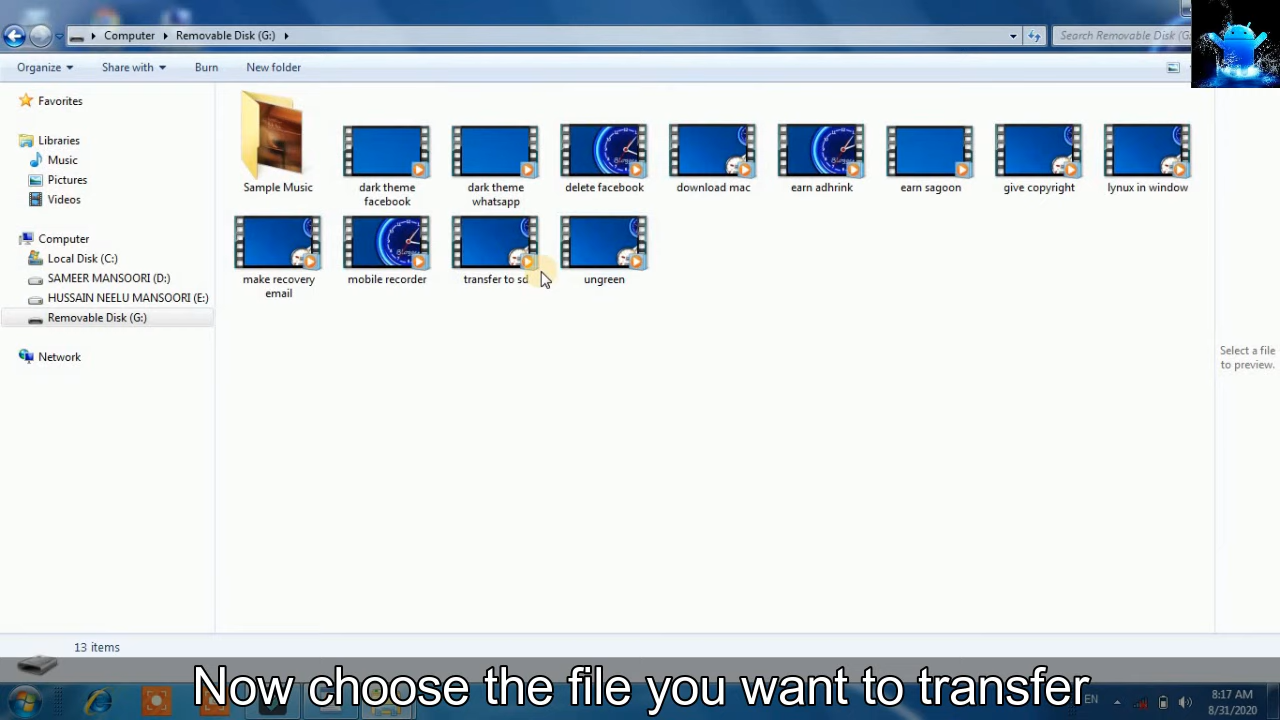 Computer Removable Disk (G:) Search Removable Disk (G:
Organize Share with Burn New folder
Favorites
Libraries
Music
Pictures
Videos
Computer
Local Disk (C:)
SAMEER MANSOORI (D:)
HUSSAIN NEELU MANSOORI (E:)
Removable Disk (G:)
Network
Sample Music
dark theme
facebook
dark theme
whatsapp
delete facebook
download mac
earn adhrink
earn sagoon
give copyright
lynux in window
make recovery
email
mobile recorder
transfer to sd
ungreen
Select a file
to preview.
13 items
Now choose the file you want to transfer
EN
8:17 AM
8/31/2020